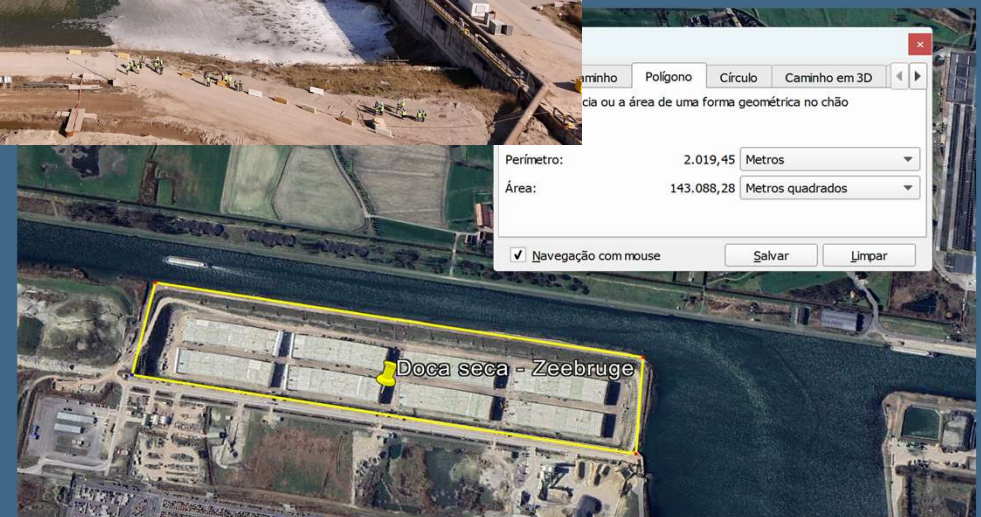 Polígono
Círculo
Caminho em 3D
cia ou a área de uma forma geométrica no chão
Perímetro:
2.019,45
Metros
Área:
143.088,28
Metros quadrados
Navegação com mouse
Salvar
Limpar
Doca seca - Zeebruge